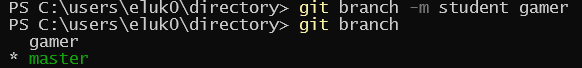 PS C:\users\eluk0\directory> git branch -m student gamer
PS C:\users\eluk0\directory> git branch
  gamer
* master